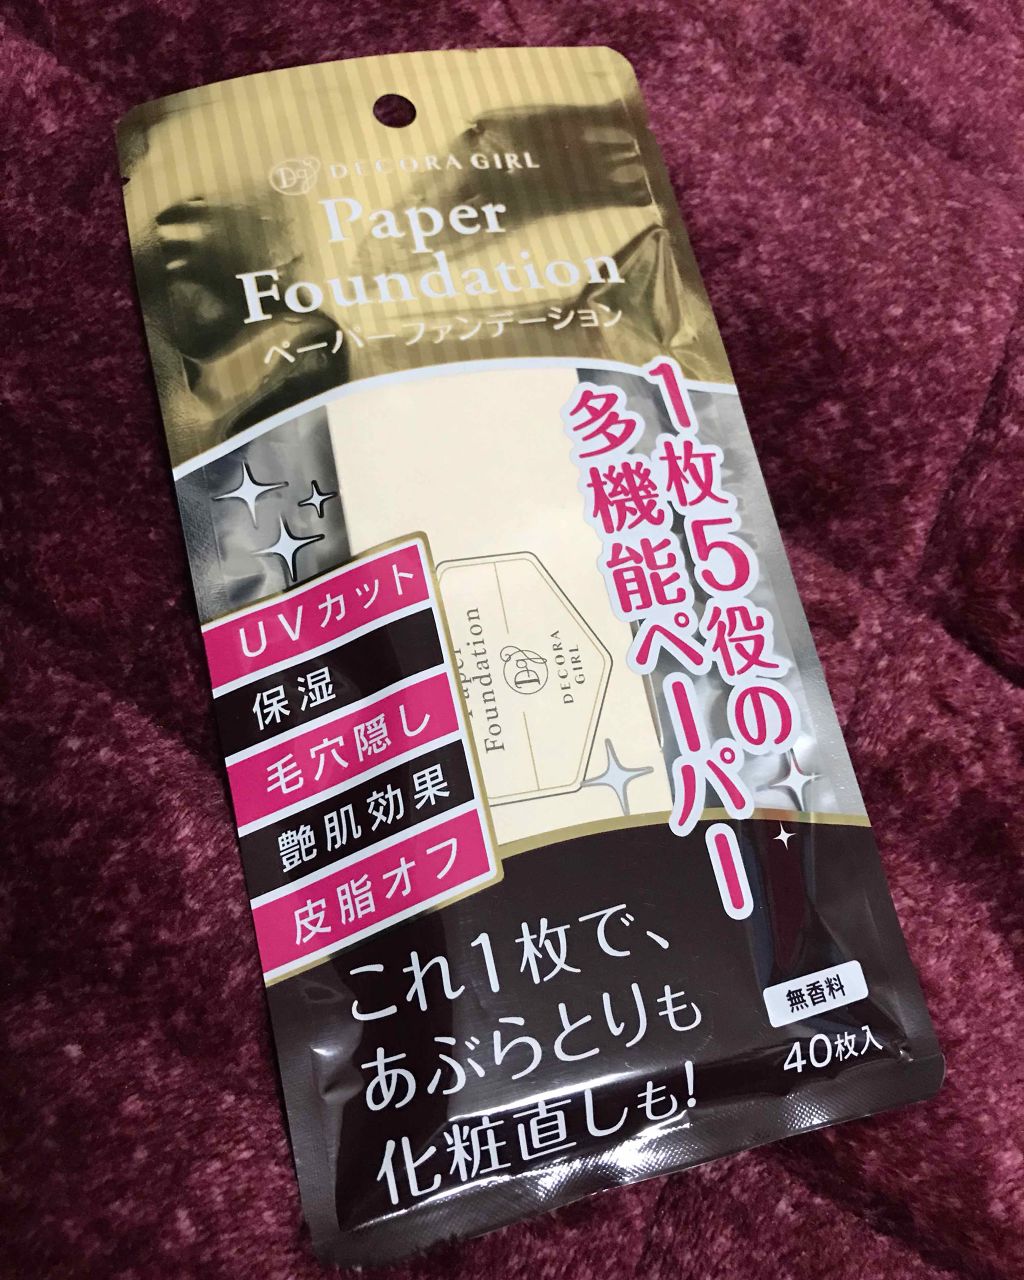 Dg DECORA GIRL
Paper
Foundation
ペーパーファンデーション
1枚5役の
多機能ペーパー
UVカット
保湿
毛穴隠し
艶肌効果
皮脂オフ
Paper
Foundation
Dg
DECORA
GIRL
これ1枚で、
あぶらとりも
化粧直しも!
無香料
40枚入